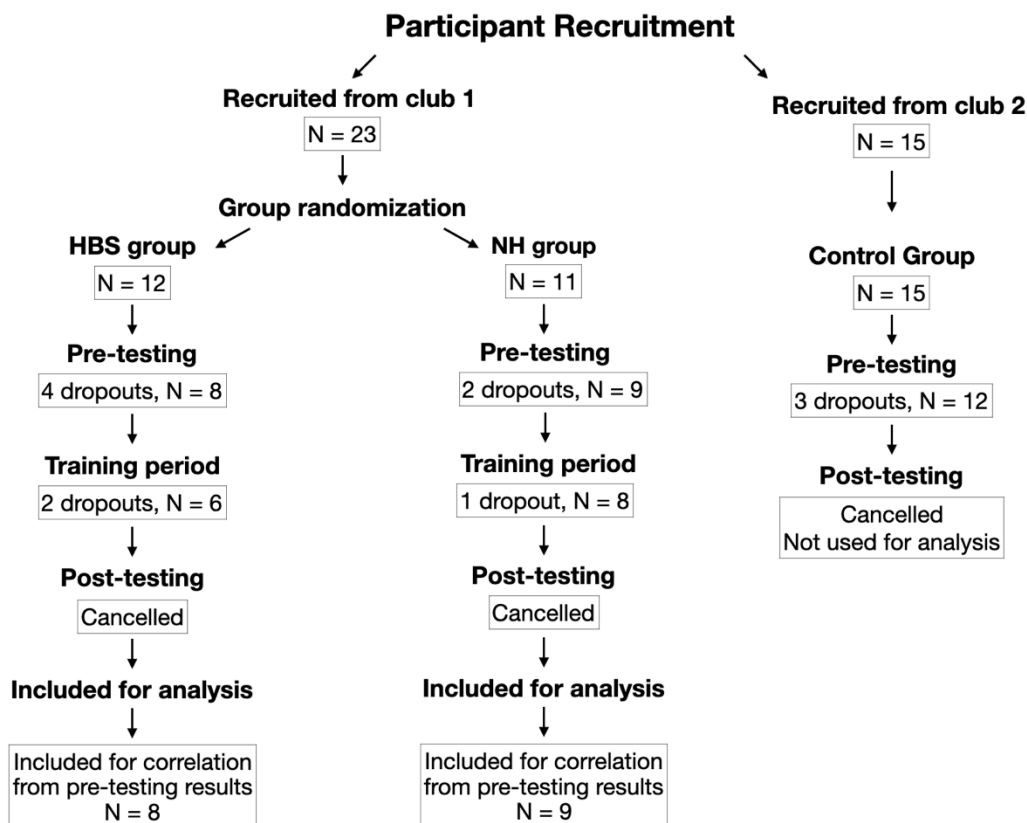 Participant Recruitment
Recruited from club 1
N = 23
Group randomization
HBS group
N = 12
Pre-testing
4 dropouts, N = 8
Training period
2 dropouts, N = 6
Post-testing
Cancelled
Included for analysis
Included for correlation
from pre-testing results
N = 8
NH group
N = 11
Pre-testing
2 dropouts, N = 9
Training period
1 dropout, N = 8
Post-testing
Cancelled
Included for analysis
Included for correlation
from pre-testing results
N = 9
Recruited from club 2
N = 15
Control Group
N = 15
Pre-testing
3 dropouts, N = 12
Post-testing
Cancelled
Not used for analysis